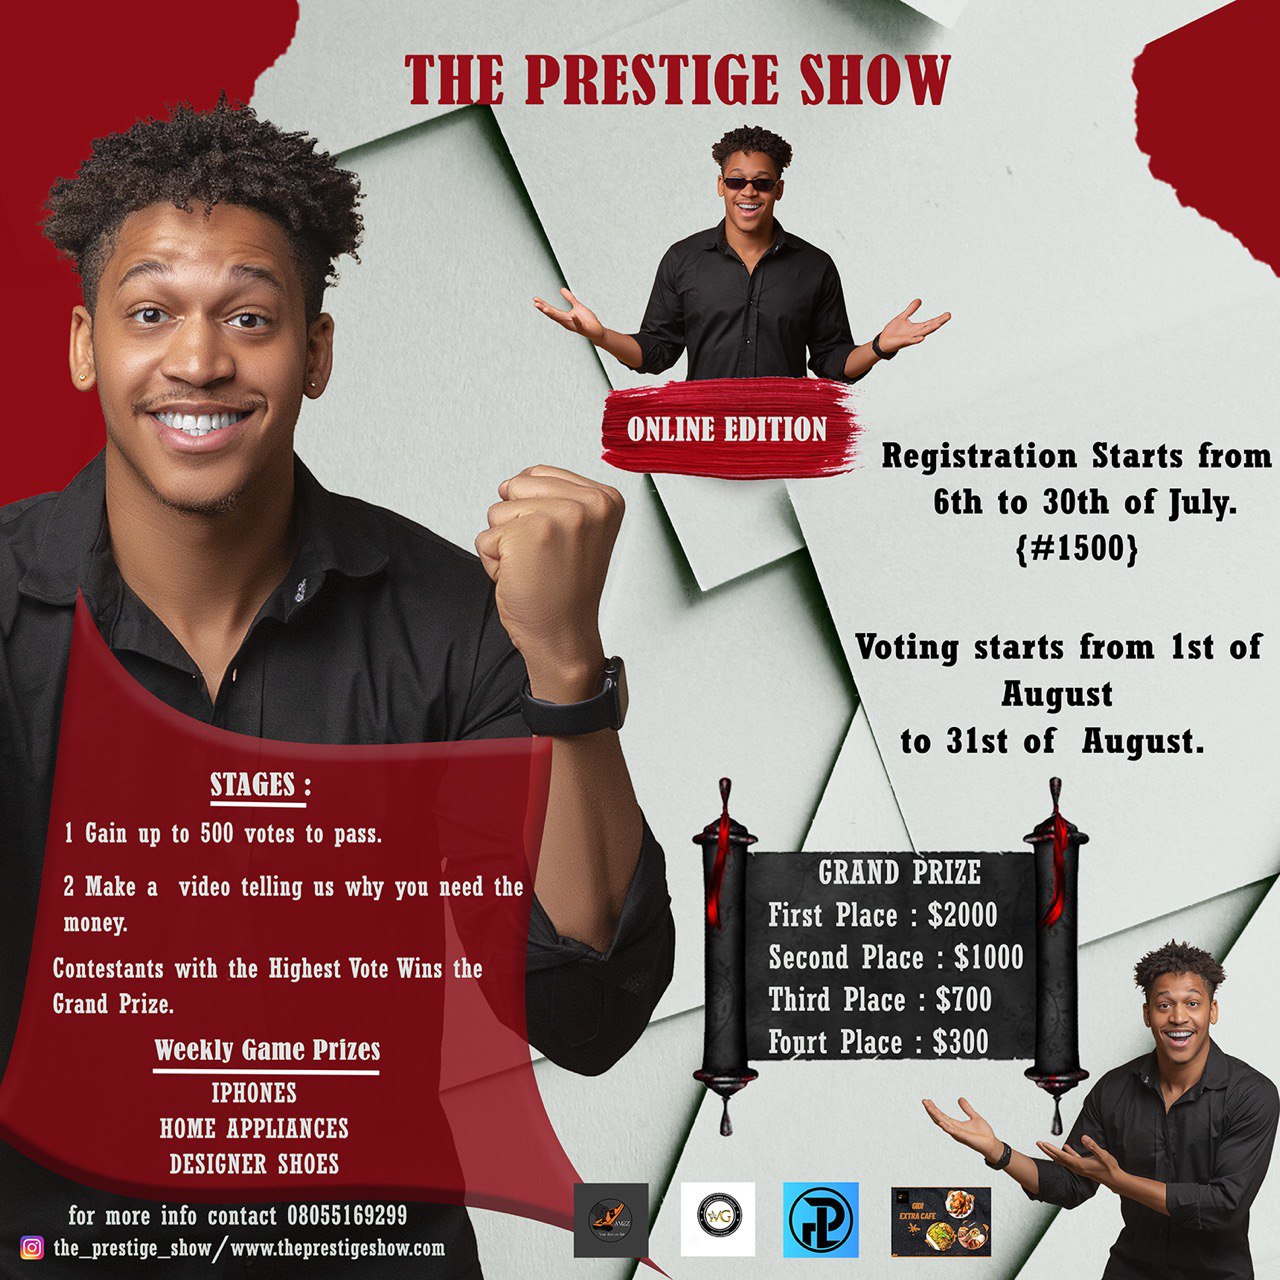 THE PRESTIGE SHOW
ONLINE EDITION
Registration Starts from
6th to 30th of July.
{#1500}
Voting starts from 1st of
August
to 31st of August.
STAGES :
1 Gain up to 500 votes to pass.
2 Make a video telling us why you need the
money.
Contestants with the Highest Vote Wins the
Grand Prize.
Weekly Game Prizes
IPHONES
HOME APPLIANCES
DESIGNER SHOES
GRAND PRIZE
First Place : $2000
Second Place : $1000
Third Place : $700
Fourt Place : $300
for more info contact 08055169299
the_prestige_show/www.theprestigeshow.com
GIDI
EXTRA CAFE